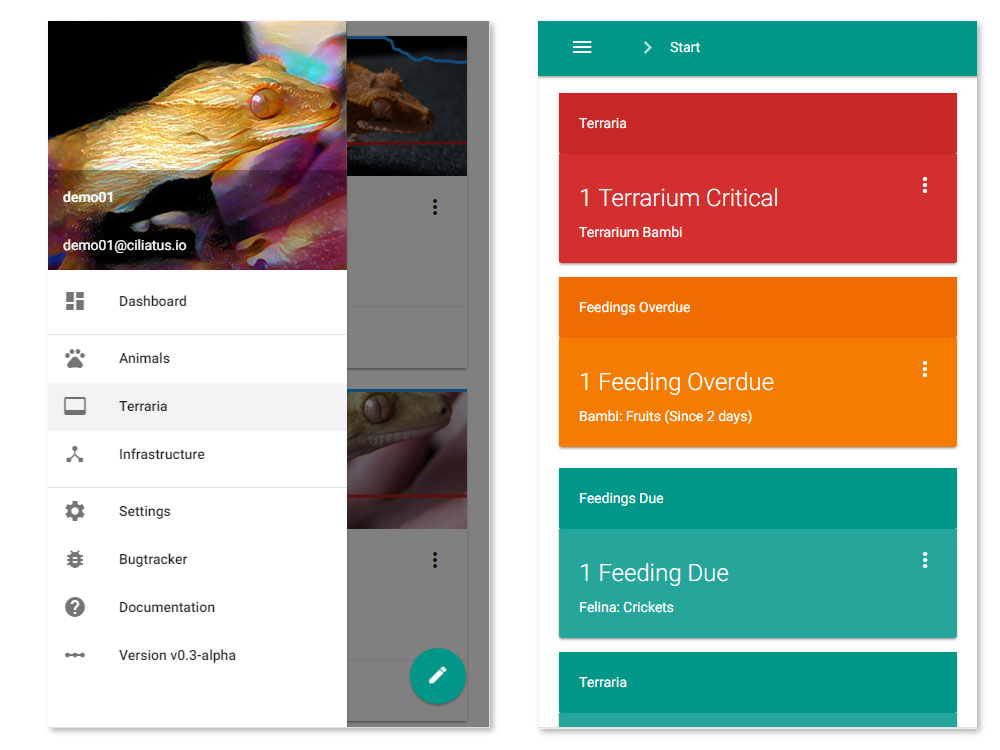 demo01
demo01@ciliatus.io
Dashboard
Animals
Terraria
Infrastructure
Settings
Bugtracker
Documentation
Version v0.3-alpha
Start
Terraria
1 Terrarium Critical
Terrarium Bambi
Feedings Overdue
1 Feeding Overdue
Bambi: Fruits (Since 2 days)
Feedings Due
1 Feeding Due
Felina: Crickets
Terraria